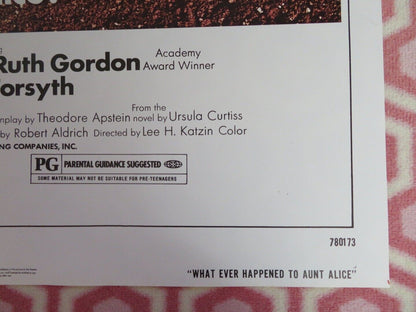 Ruth Gordon Academy Award Winner
orsyth
nplay by Theodore Apstein From the novel by Ursula Curtiss
by Robert Aldrich Directed by Lee H. Katzin Color
NG COMPANIES, INC.
PG PARENTAL GUIDANCE SUGGESTED
SOME MATERIAL MAY NOT BE SUITABLE FOR PRE-TEENAGERS
780173
"WHAT EVER HAPPENED TO AUNT ALICE"